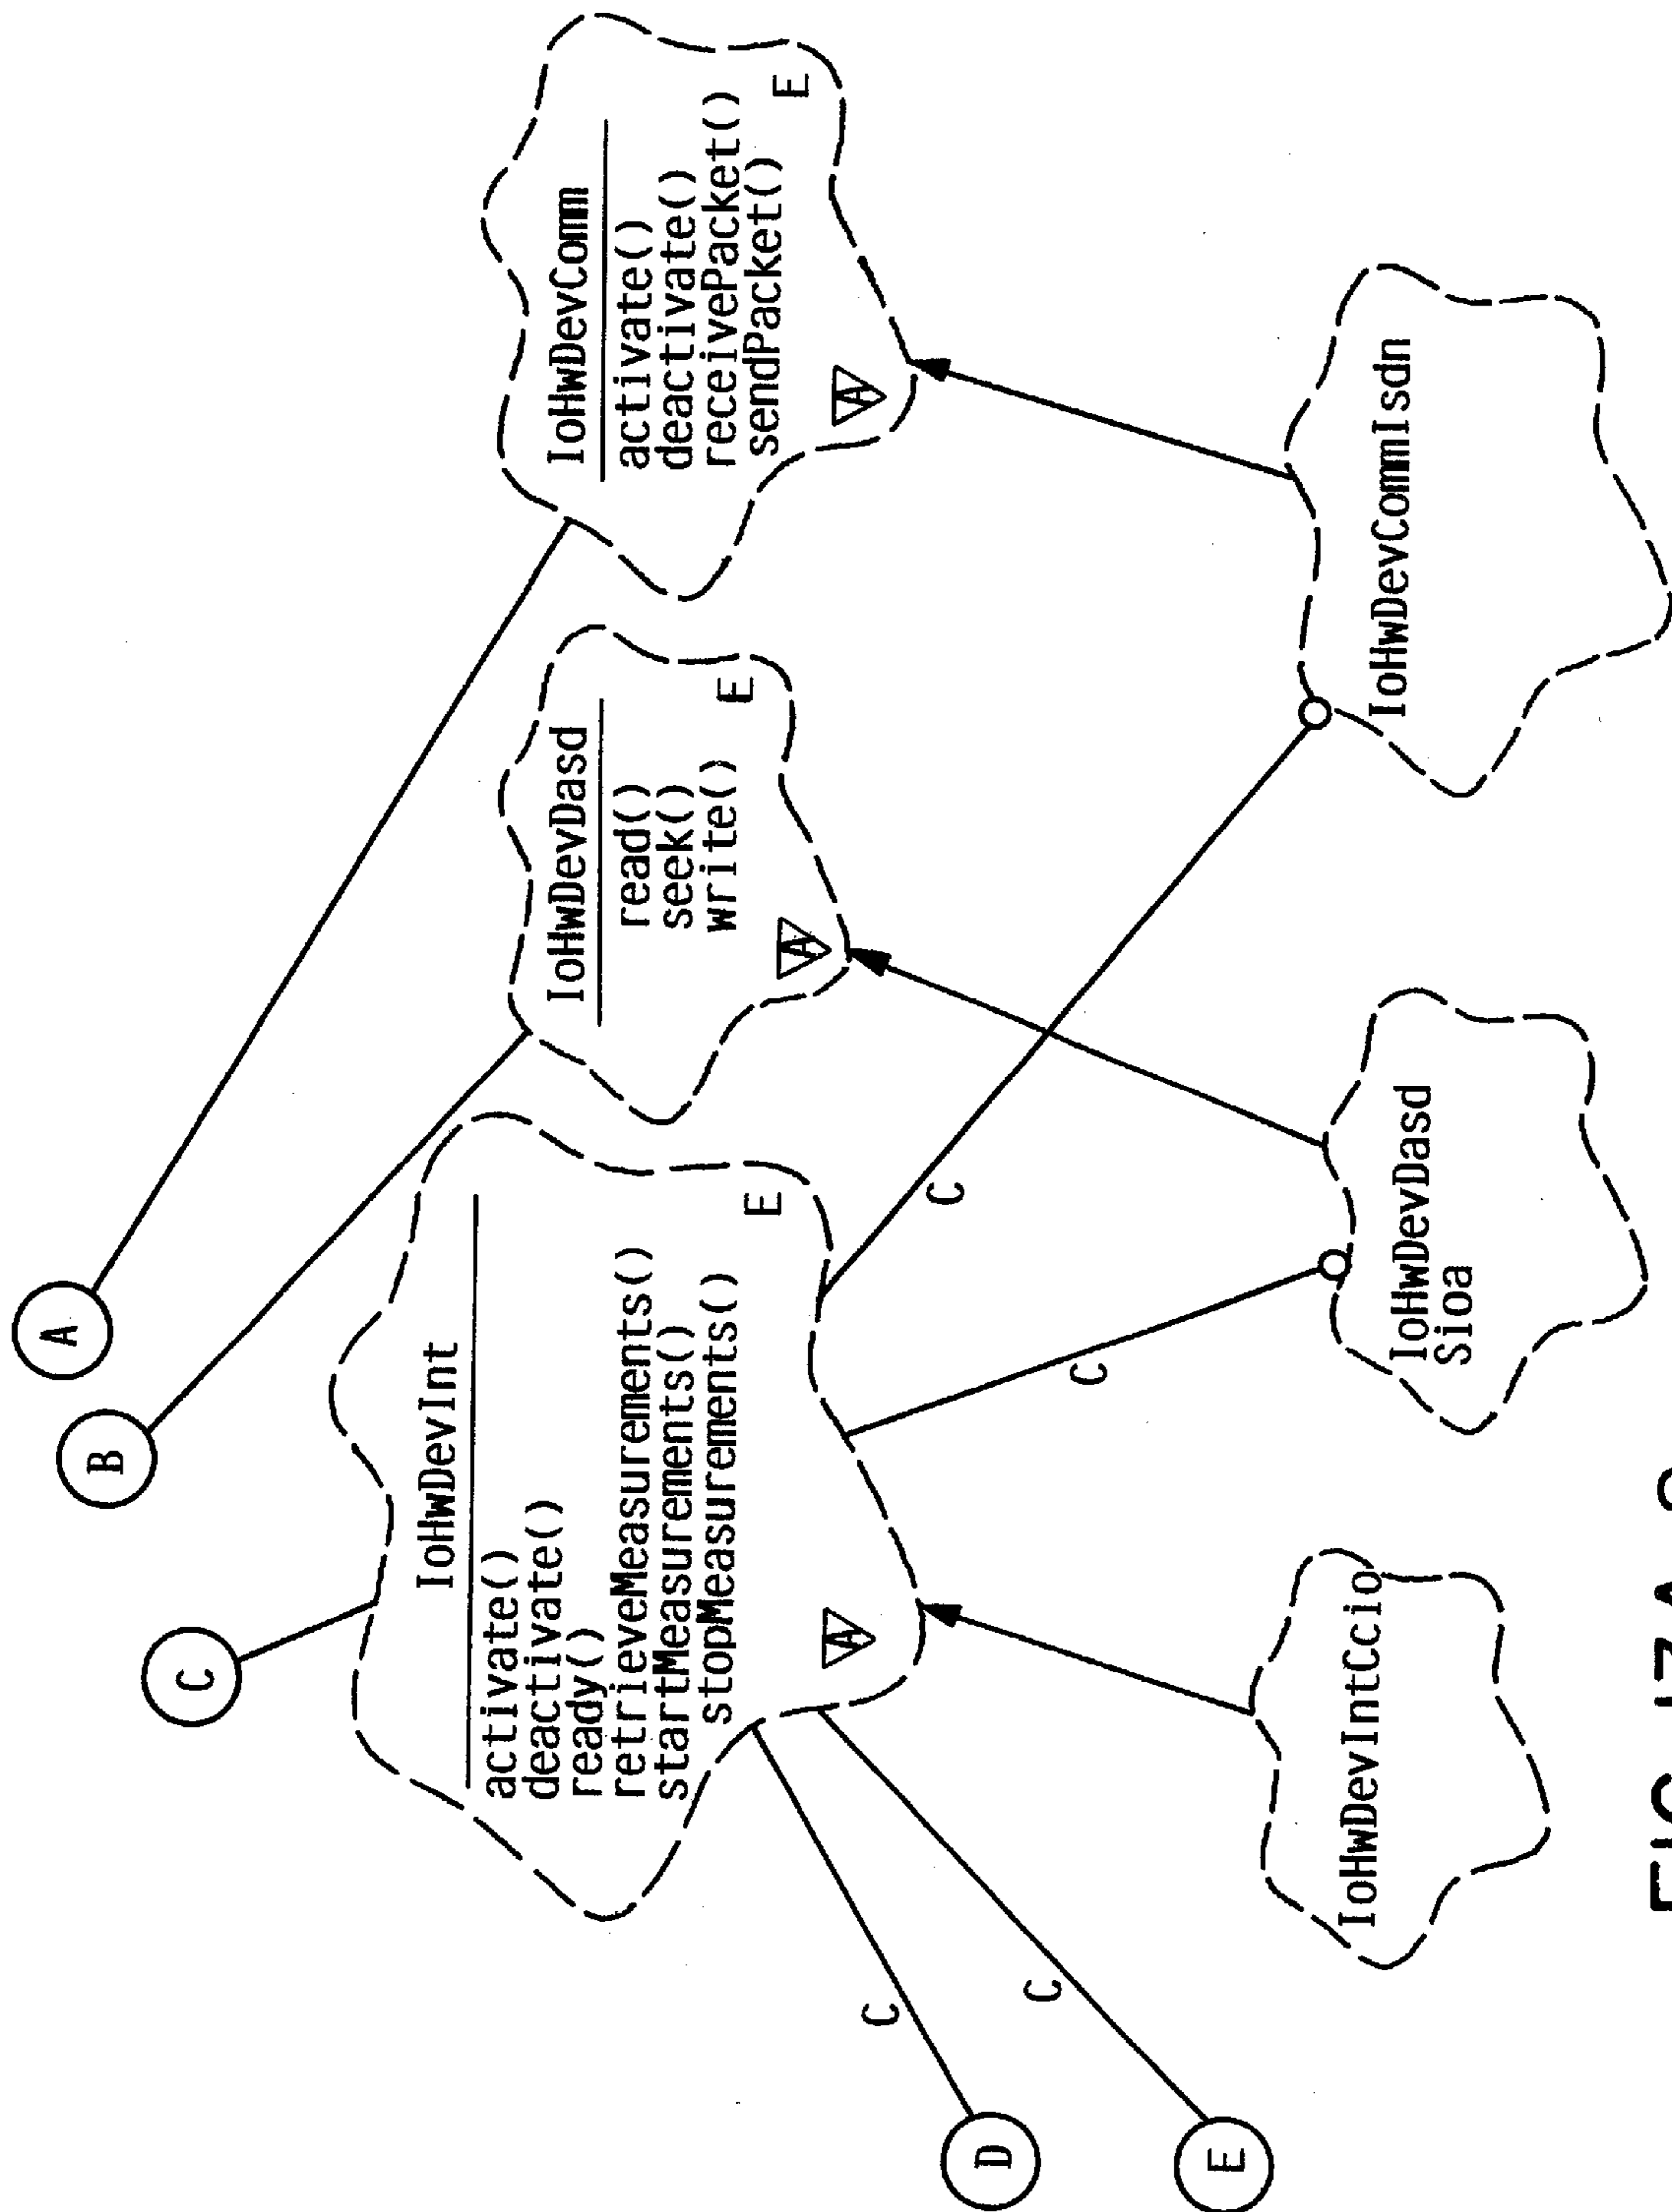 A
B
C
IoHwDevInt
activate()
deactivate()
ready()
retrieveMeasurements()
startMeasurements()
stopMeasurements()
E
A
IoHwDevDasd
read()
seek()
write()
E
A
IoHwDevComm
activate()
deactivate()
receivePacket()
sendPacket()
E
A
C
C
C
C
D
E
IoHwDevIntCcio
IoHwDevDasd
Sioa
IoHwDevCommIsdn